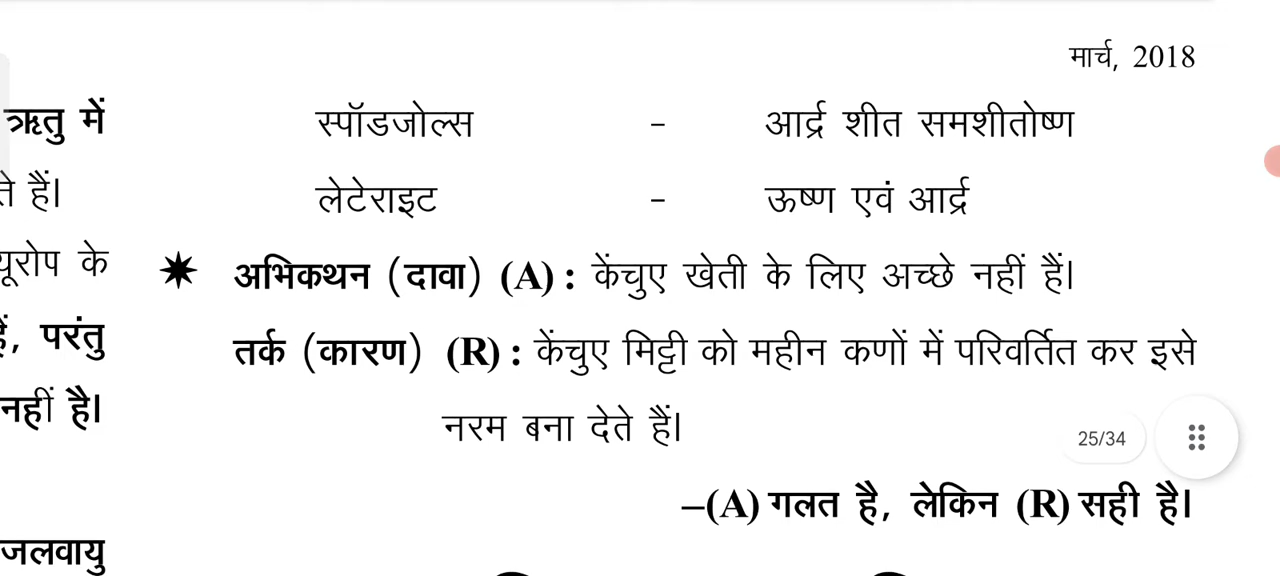 मार्च, 2018
ऋतु में
स्पॉडजोल्स - आर्द्र शीत समशीतोष्ण
ते हैं।
लेटेराइट - ऊष्ण एवं आर्द्र
यूरोप के
✷ अभिकथन (दावा) (A) : केंचुए खेती के लिए अच्छे नहीं हैं।
हैं, परंतु
तर्क (कारण) (R) : केंचुए मिट्टी को महीन कणों में परिवर्तित कर इसे
नहीं है।
नरम बना देते हैं।
25/34
–(A) गलत है, लेकिन (R) सही है।
जलवायु